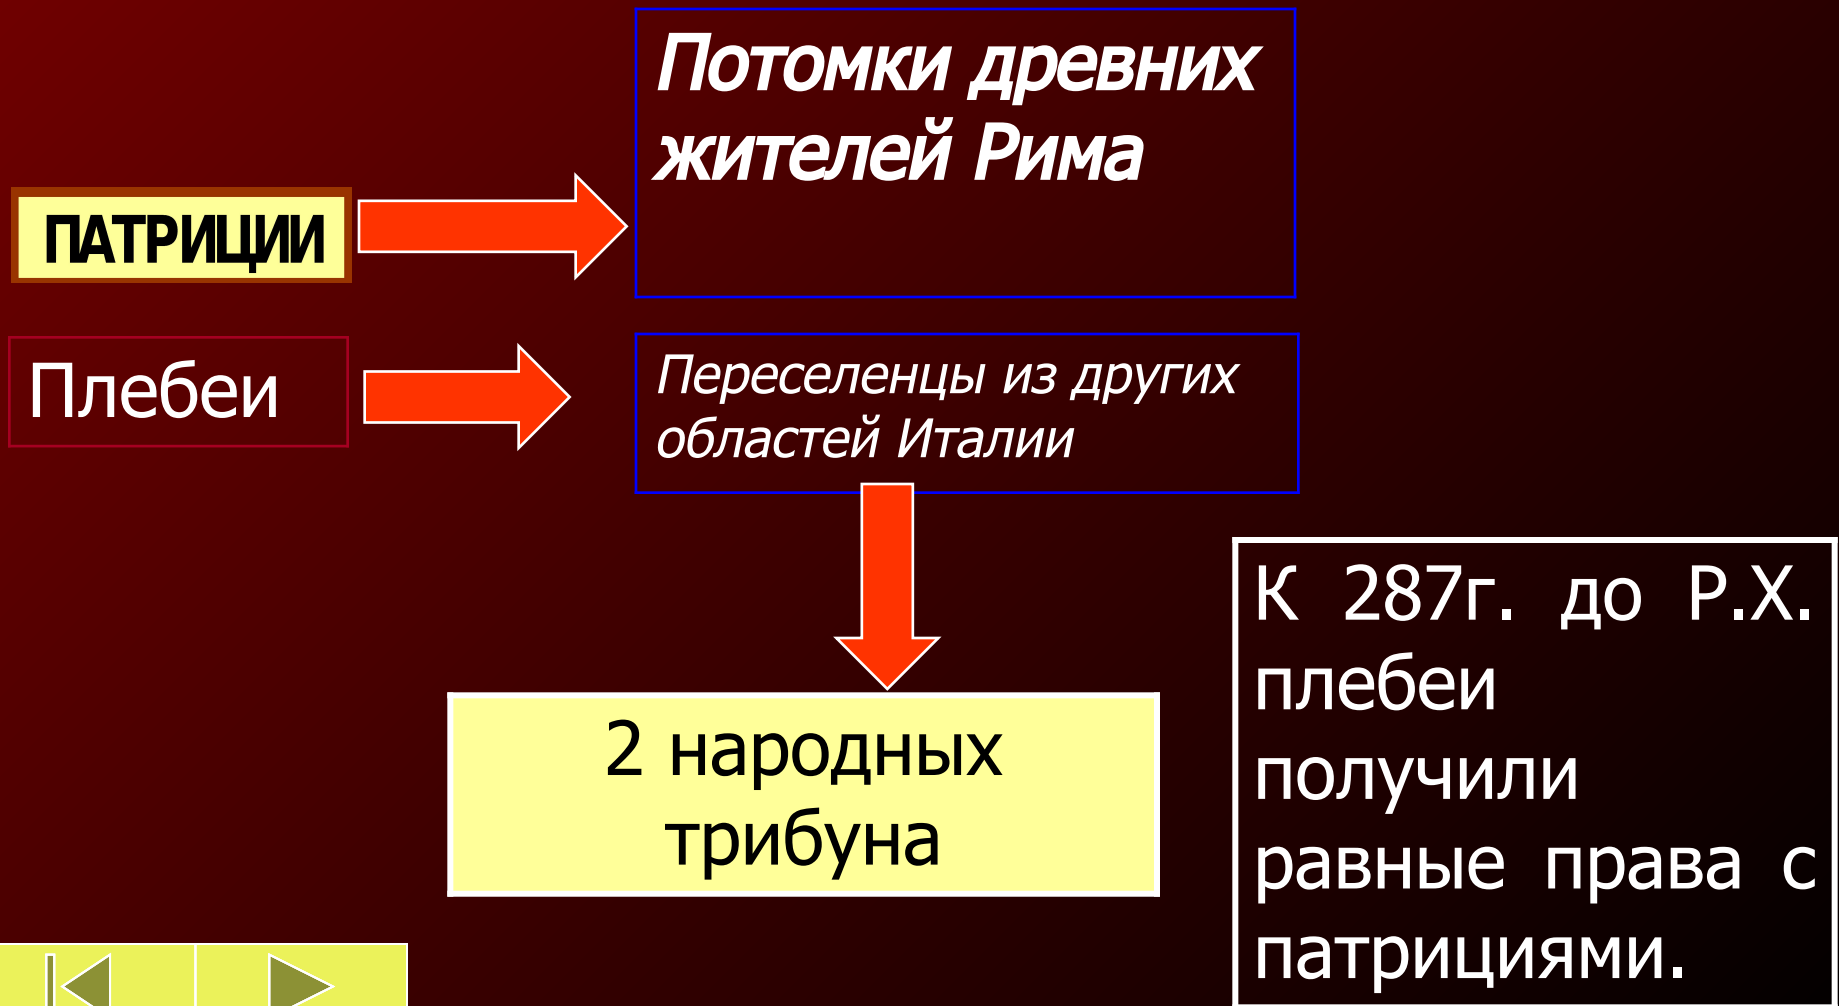 Потомки древних
жителей Рима
ПАТРИЦИИ
Плебеи
Переселенцы из других
областей Италии
2 народных
трибуна
К 287г. до Р.Х.
плебеи
получили
равные права с
патрициями.